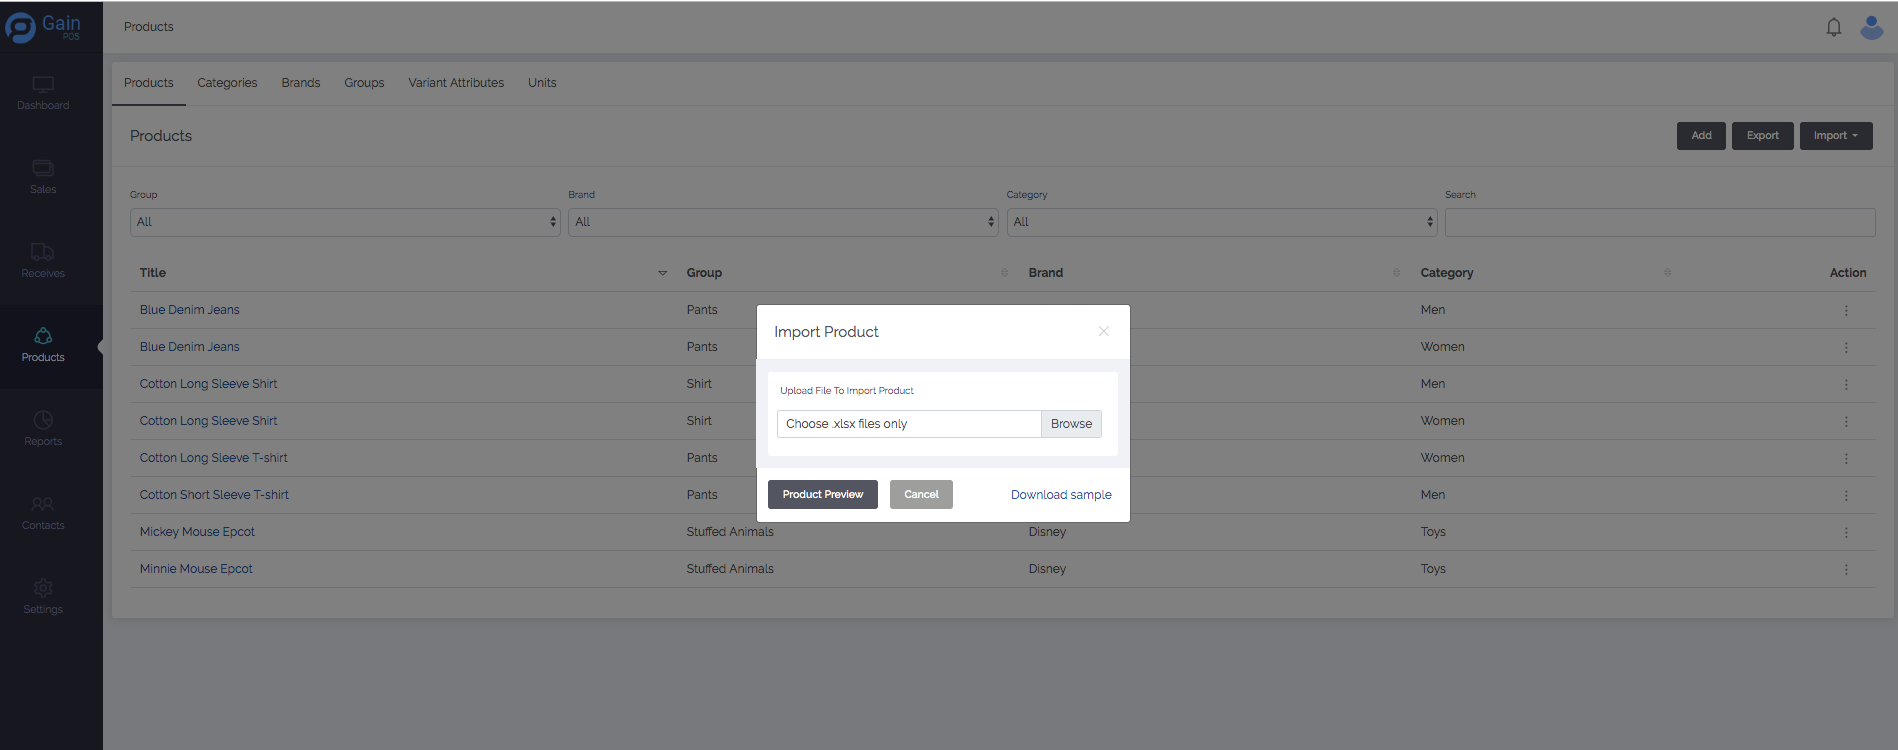 Gain
POS
Products
Dashboard
Sales
Receives
Products
Reports
Contacts
Settings
Products Categories Brands Groups Variant Attributes Units
Products
Add Export Import
Group Brand Category Search
All All All
Title Group Brand Category Action
Blue Denim Jeans Pants Men
Blue Denim Jeans Pants Women
Cotton Long Sleeve Shirt Shirt Men
Cotton Long Sleeve Shirt Shirt Women
Cotton Long Sleeve T-shirt Pants Women
Cotton Short Sleeve T-shirt Pants Men
Mickey Mouse Epcot Stuffed Animals Disney Toys
Minnie Mouse Epcot Stuffed Animals Disney Toys
Import Product
Upload File To Import Product
Choose .xlsx files only Browse
Product Preview Cancel Download sample